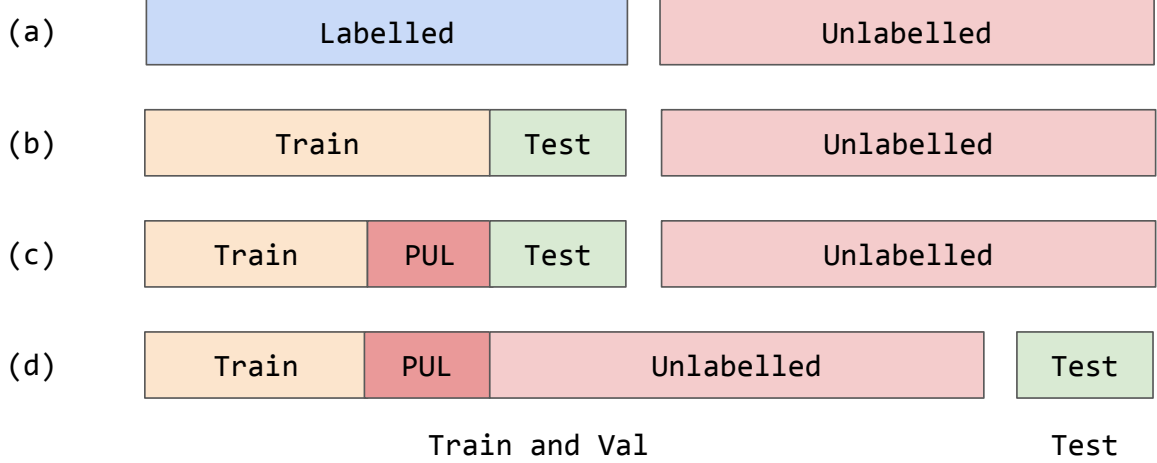 (a) Labelled Unlabelled
(b) Train Test Unlabelled
(c) Train PUL Test Unlabelled
(d) Train PUL Unlabelled Test
Train and Val Test